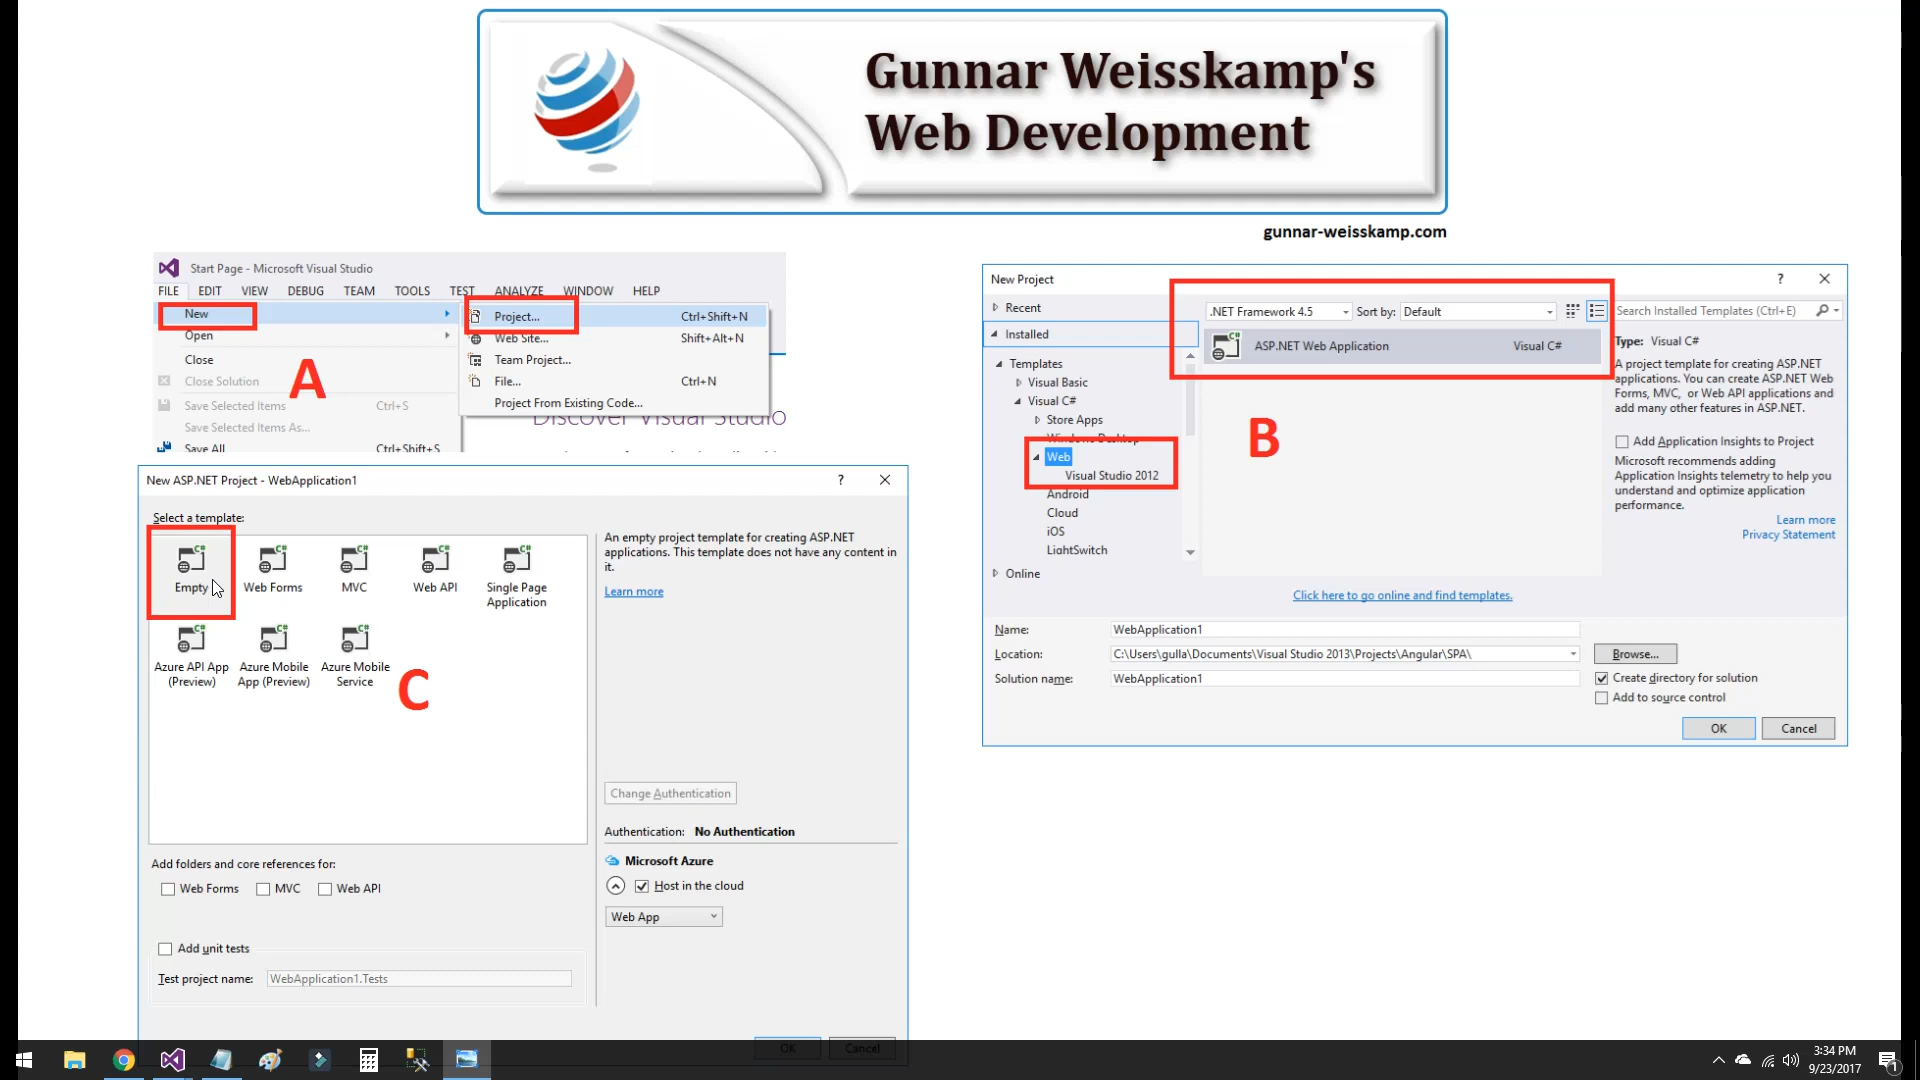 Gunnar Weisskamp's
Web Development
gunnar-weisskamp.com
Start Page - Microsoft Visual Studio
FILE EDIT VIEW DEBUG TEAM TOOLS TEST ANALYZE WINDOW HELP
New
Open
Close
Close Solution
Save Selected Items Ctrl+S
Save Selected Items As...
Save All Ctrl+Shift+S
Project... Ctrl+Shift+N
Web Site... Shift+Alt+N
Team Project...
File... Ctrl+N
Project From Existing Code...
Discover Visual Studio
A
New Project ? 
Recent
Installed
Templates
Visual Basic
Visual C#
Store Apps
Windows Desktop
Web
Visual Studio 2012
Android
Cloud
iOS
LightSwitch
Online
.NET Framework 4.5 Sort by: Default
Search Installed Templates (Ctrl+E)
C# ASP.NET Web Application Visual C#
B
Type: Visual C#
A project template for creating ASP.NET
applications. You can create ASP.NET Web
Forms, MVC, or Web API applications and
add many other features in ASP.NET.
Add Application Insights to Project
Microsoft recommends adding
Application Insights telemetry to help you
understand and optimize application
performance.
Learn more
Privacy Statement
Click here to go online and find templates.
Name: WebApplication1
Location: C:\Users\gulla\Documents\Visual Studio 2013\Projects\Angular\SPA\ Browse...
Solution name: WebApplication1
Create directory for solution
Add to source control
OK Cancel
New ASP.NET Project - WebApplication1 ?
Select a template:
C# C# C# C# C#
Empty Web Forms MVC Web API Single Page
Application
C# C# C#
Azure API App Azure Mobile Azure Mobile
(Preview) App (Preview) Service
C
An empty project template for creating ASP.NET
applications. This template does not have any content in
it.
Learn more
Change Authentication
Authentication: No Authentication
Microsoft Azure
Host in the cloud
Web App
Add folders and core references for:
Web Forms MVC Web API
Add unit tests
Test project name: WebApplication1.Tests
OK Cancel
3:34 PM
9/23/2017
1